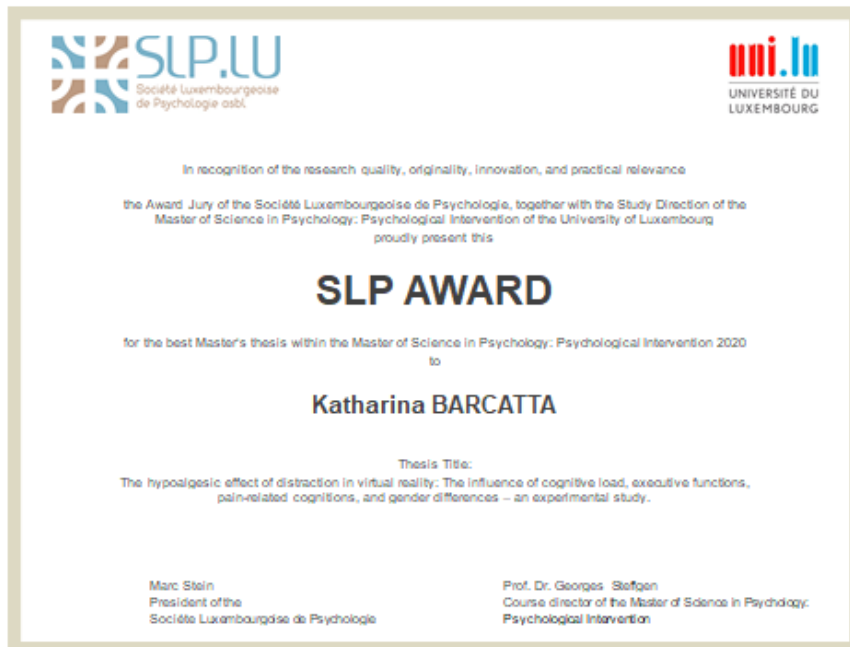 SLP.LU
Société Luxembourgeoise
de Psychologie asbl
uni.lu
UNIVERSITÉ DU
LUXEMBOURG
In recognition of the research quality, originality, innovation, and practical relevance
the Award Jury of the Société Luxembourgeoise de Psychologie, together with the Study Direction of the
Master of Science in Psychology: Psychological Intervention of the University of Luxembourg
proudly present this
SLP AWARD
for the best Master's thesis within the Master of Science in Psychology: Psychological Intervention 2020
to
Katharina BARCATTA
Thesis Title:
The hypoalgesic effect of distraction in virtual reality: The influence of cognitive load, executive functions,
pain-related cognitions, and gender differences – an experimental study.
Marc Stein
President of the
Sociéte Luxembourgoise de Psychologie
Prof. Dr. Georges Steffgen
Course director of the Master of Science in Psychology:
Psychological Intervention